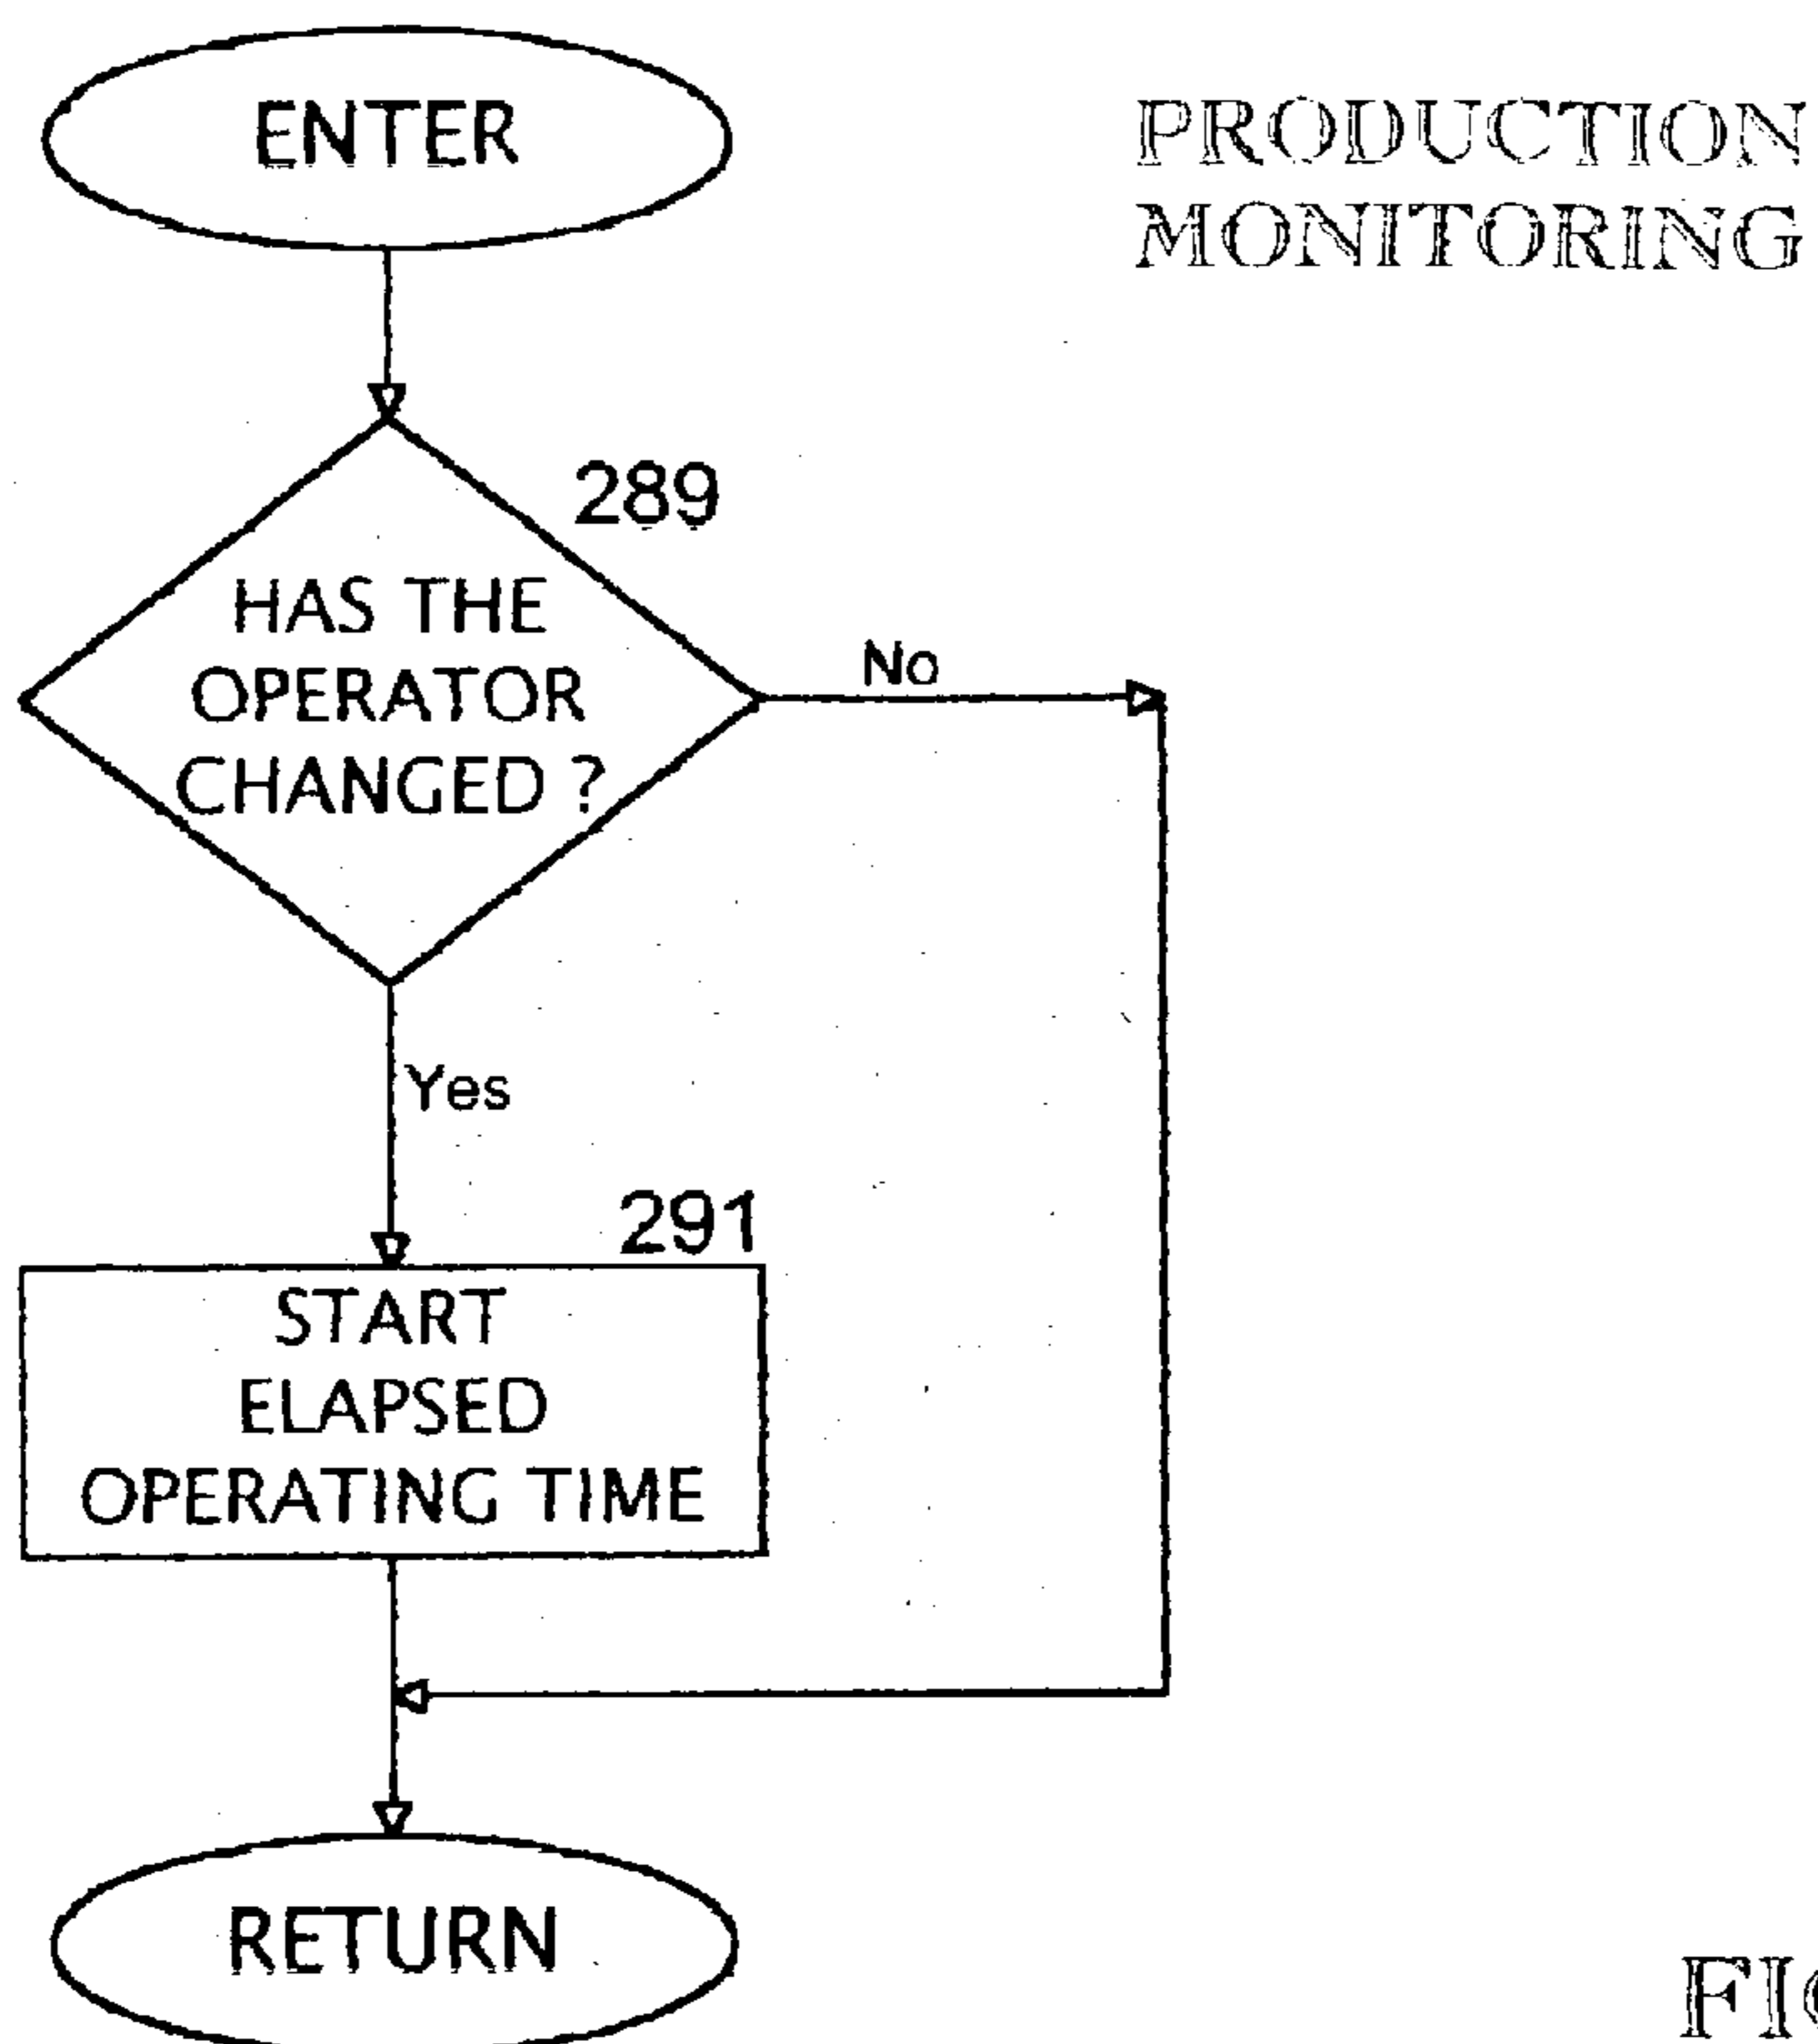 ENTER
PRODUCTION
MONITORING
289
HAS THE
OPERATOR
CHANGED ?
No
Yes
291
START
ELAPSED
OPERATING TIME
RETURN